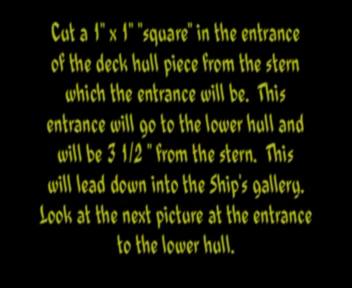 Cut a 1" x 1" "square" in the entrance
of the deck hull piece from the stern
which the entrance will be. This
entrance will go to the lower hull and
will be 3 1/2 " from the stern. This
will lead down into the Ship's gallery.
Look at the next picture at the entrance
to the lower hull.